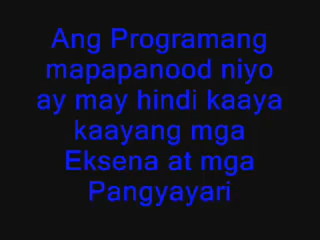 Ang Programang
mapapanood niyo
ay may hindi kaaya
kaayang mga
Eksena at mga
Pangyayari